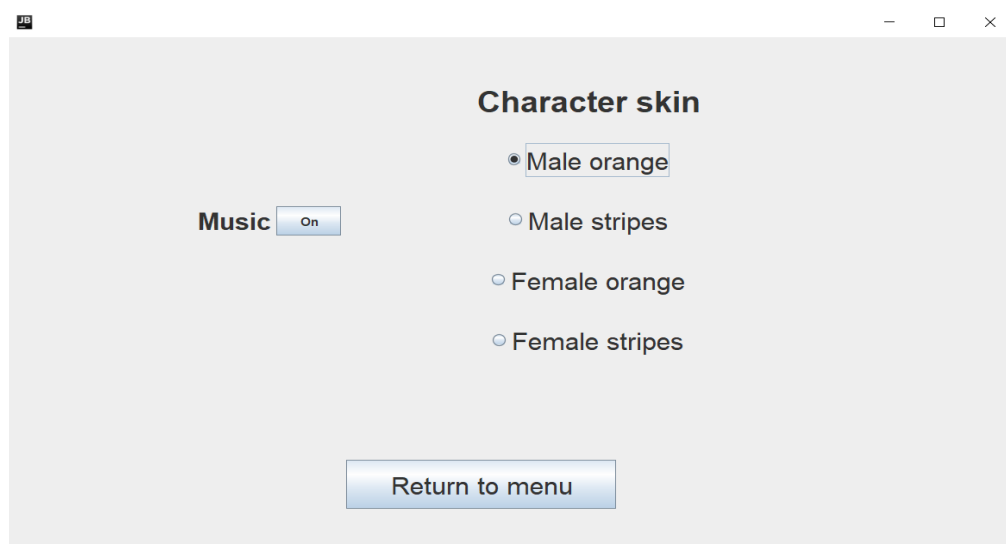 JB
Character skin
Male orange
Music On
Male stripes
Female orange
Female stripes
Return to menu